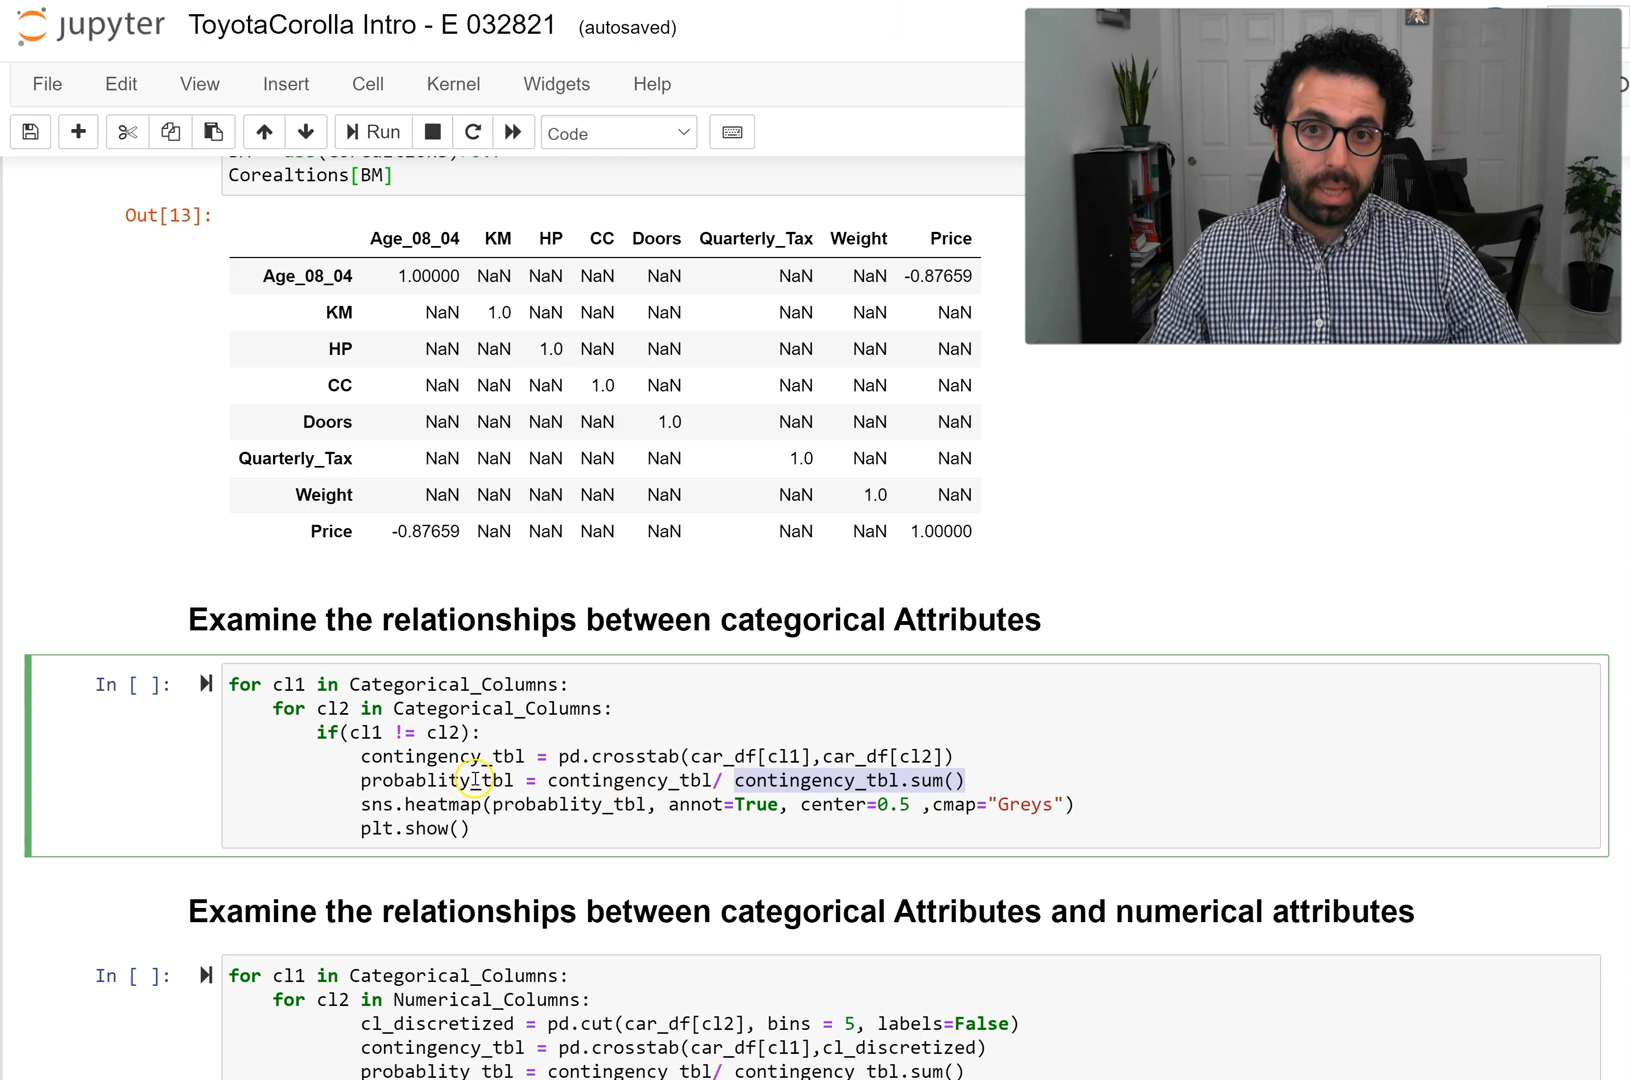 jupyter ToyotaCorolla Intro - E 032821 (autosaved)
File Edit View Insert Cell Kernel Widgets Help
Run Code
Corealtions[BM]
Out[13]:
Age_08_04 KM HP CC Doors Quarterly_Tax Weight Price
Age_08_04 1.00000 NaN NaN NaN NaN NaN NaN -0.87659
KM NaN 1.0 NaN NaN NaN NaN NaN NaN
HP NaN NaN 1.0 NaN NaN NaN NaN NaN
CC NaN NaN NaN 1.0 NaN NaN NaN NaN
Doors NaN NaN NaN NaN 1.0 NaN NaN NaN
Quarterly_Tax NaN NaN NaN NaN NaN 1.0 NaN NaN
Weight NaN NaN NaN NaN NaN NaN 1.0 NaN
Price -0.87659 NaN NaN NaN NaN NaN NaN 1.00000
Examine the relationships between categorical Attributes
In [ ]: for cl1 in Categorical_Columns:
for cl2 in Categorical_Columns:
if(cl1 != cl2):
contingency_tbl = pd.crosstab(car_df[cl1],car_df[cl2])
probablity_tbl = contingency_tbl/ contingency_tbl.sum()
sns.heatmap(probablity_tbl, annot=True, center=0.5 ,cmap="Greys")
plt.show()
Examine the relationships between categorical Attributes and numerical attributes
In [ ]: for cl1 in Categorical_Columns:
for cl2 in Numerical_Columns:
cl_discretized = pd.cut(car_df[cl2], bins = 5, labels=False)
contingency_tbl = pd.crosstab(car_df[cl1],cl_discretized)
probablity_tbl = contingency_tbl/ contingency_tbl.sum()